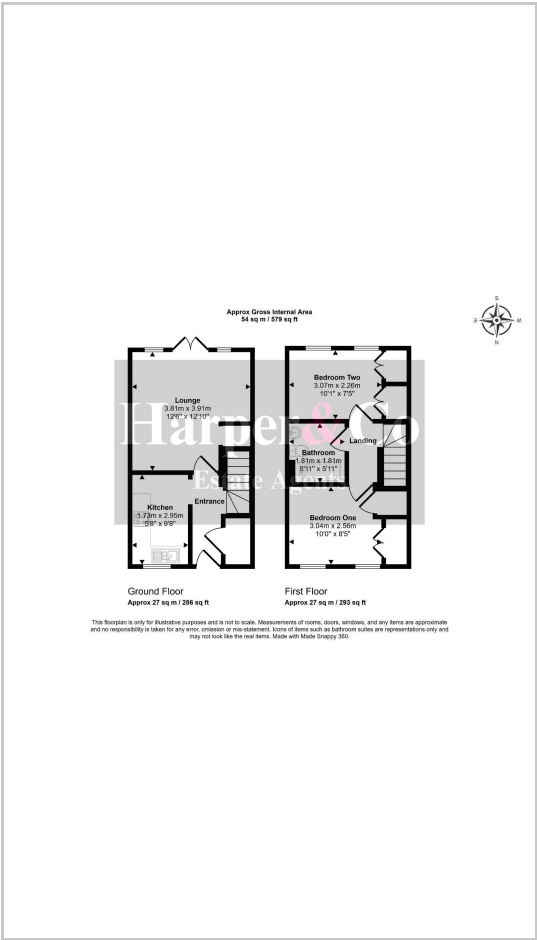 Approx Gross Internal Area
54 sq m / 579 sq ft
S
E
W
N
Lounge
3.81m x 3.91m
12'6" x 12'10"
Kitchen
1.73m x 2.95m
5'8" x 9'8"
Entrance
Bedroom Two
3.07m x 2.26m
10'1" x 7'5"
Landing
Bathroom
1.81m x 1.81m
5'11" x 5'11"
Bedroom One
3.04m x 2.56m
10'0" x 8'5"
Harper&Co
Estate Agents
Ground Floor
Approx 27 sq m / 286 sq ft
First Floor
Approx 27 sq m / 293 sq ft
This floorplan is only for illustrative purposes and is not to scale. Measurements of rooms, doors, windows, and any items are approximate
and no responsibility is taken for any error, omission or mis-statement. Icons of items such as bathroom suites are representations only and
may not look like the real items. Made with Made Snappy 360.